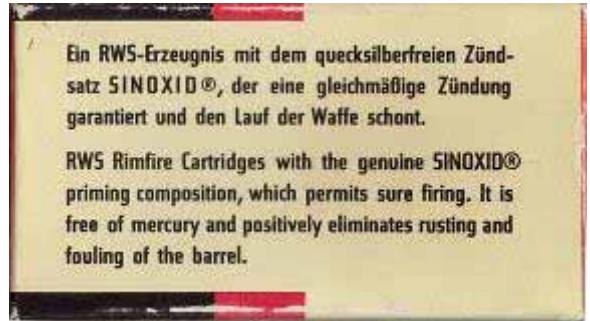 Ein RWS-Erzeugnis mit dem quecksilberfreien Zünd-
satz SINOXID®, der eine gleichmäßige Zündung
garantiert und den Lauf der Waffe schont.
RWS Rimfire Cartridges with the genuine SINOXID®
priming composition, which permits sure firing. It is
free of mercury and positively eliminates rusting and
fouling of the barrel.